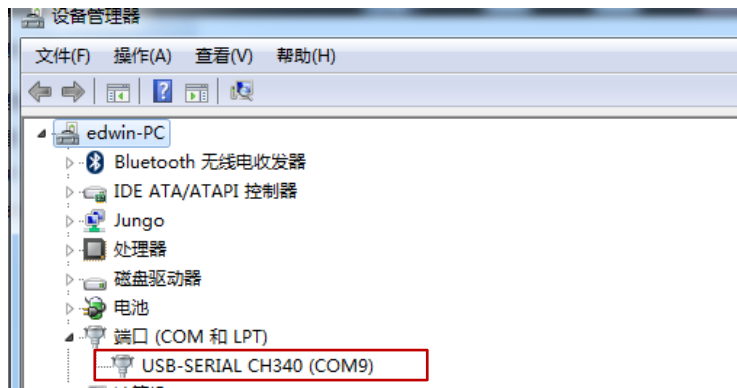 设备管理器
文件(F) 操作(A) 查看(V) 帮助(H)
edwin-PC
Bluetooth 无线电收发器
IDE ATA/ATAPI 控制器
Jungo
处理器
磁盘驱动器
电池
端口 (COM 和 LPT)
USB-SERIAL CH340 (COM9)